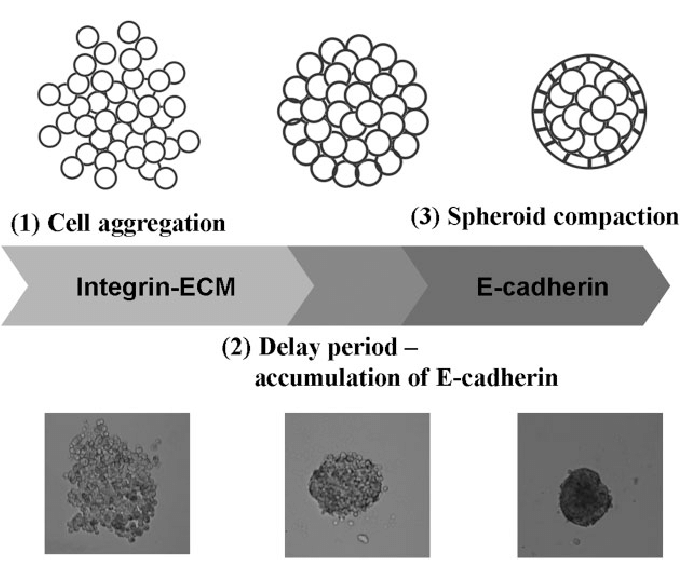 (1) Cell aggregation
(3) Spheroid compaction
Integrin-ECM
E-cadherin
(2) Delay period –
accumulation of E-cadherin